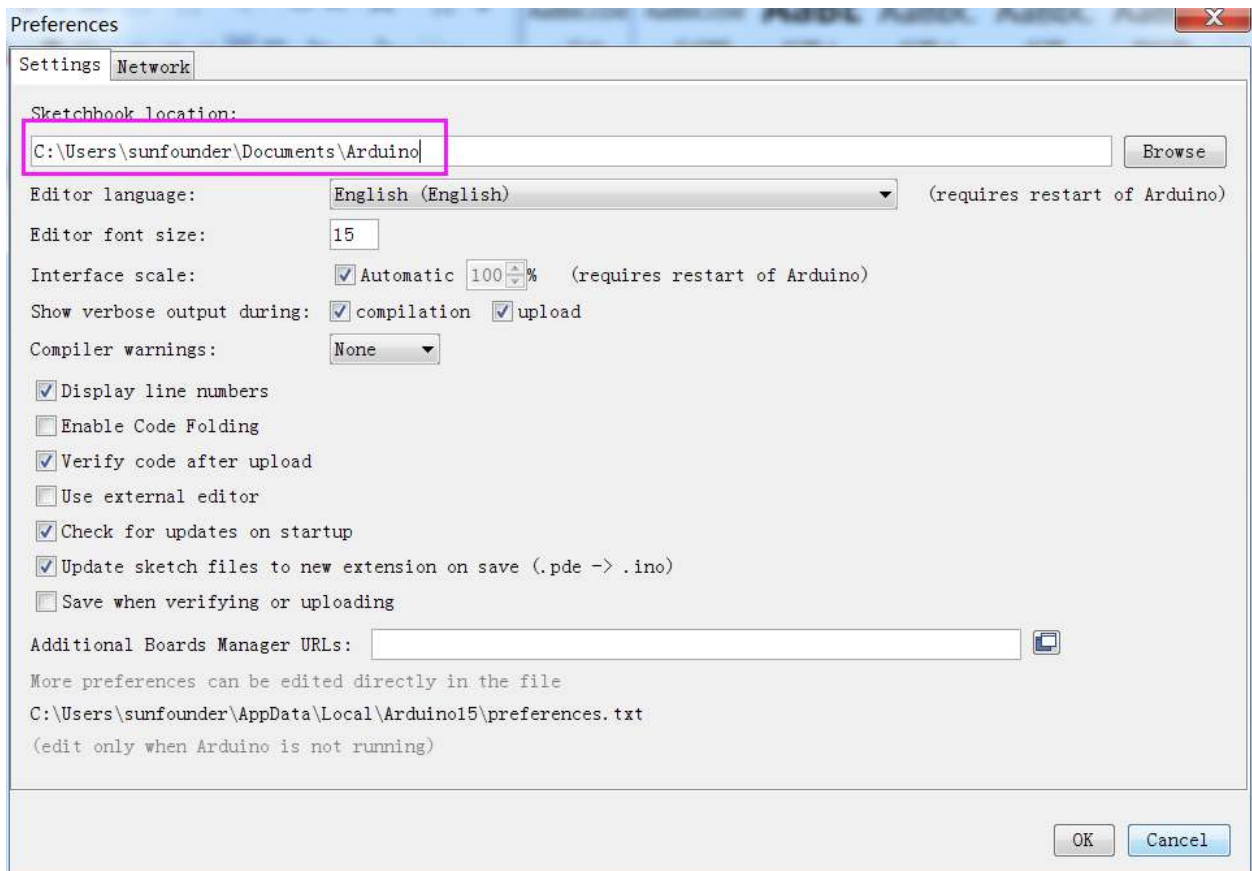 Preferences
Settings Network
Sketchbook location:
C:\Users\sunfounder\Documents\Arduino Browse
Editor language: English (English) (requires restart of Arduino)
Editor font size: 15
Interface scale: Automatic 100 % (requires restart of Arduino)
Show verbose output during: compilation upload
Compiler warnings: None
Display line numbers
Enable Code Folding
Verify code after upload
Use external editor
Check for updates on startup
Update sketch files to new extension on save (.pde -> .ino)
Save when verifying or uploading
Additional Boards Manager URLs:
More preferences can be edited directly in the file
C:\Users\sunfounder\AppData\Local\Arduino15\preferences.txt
(edit only when Arduino is not running)
OK Cancel